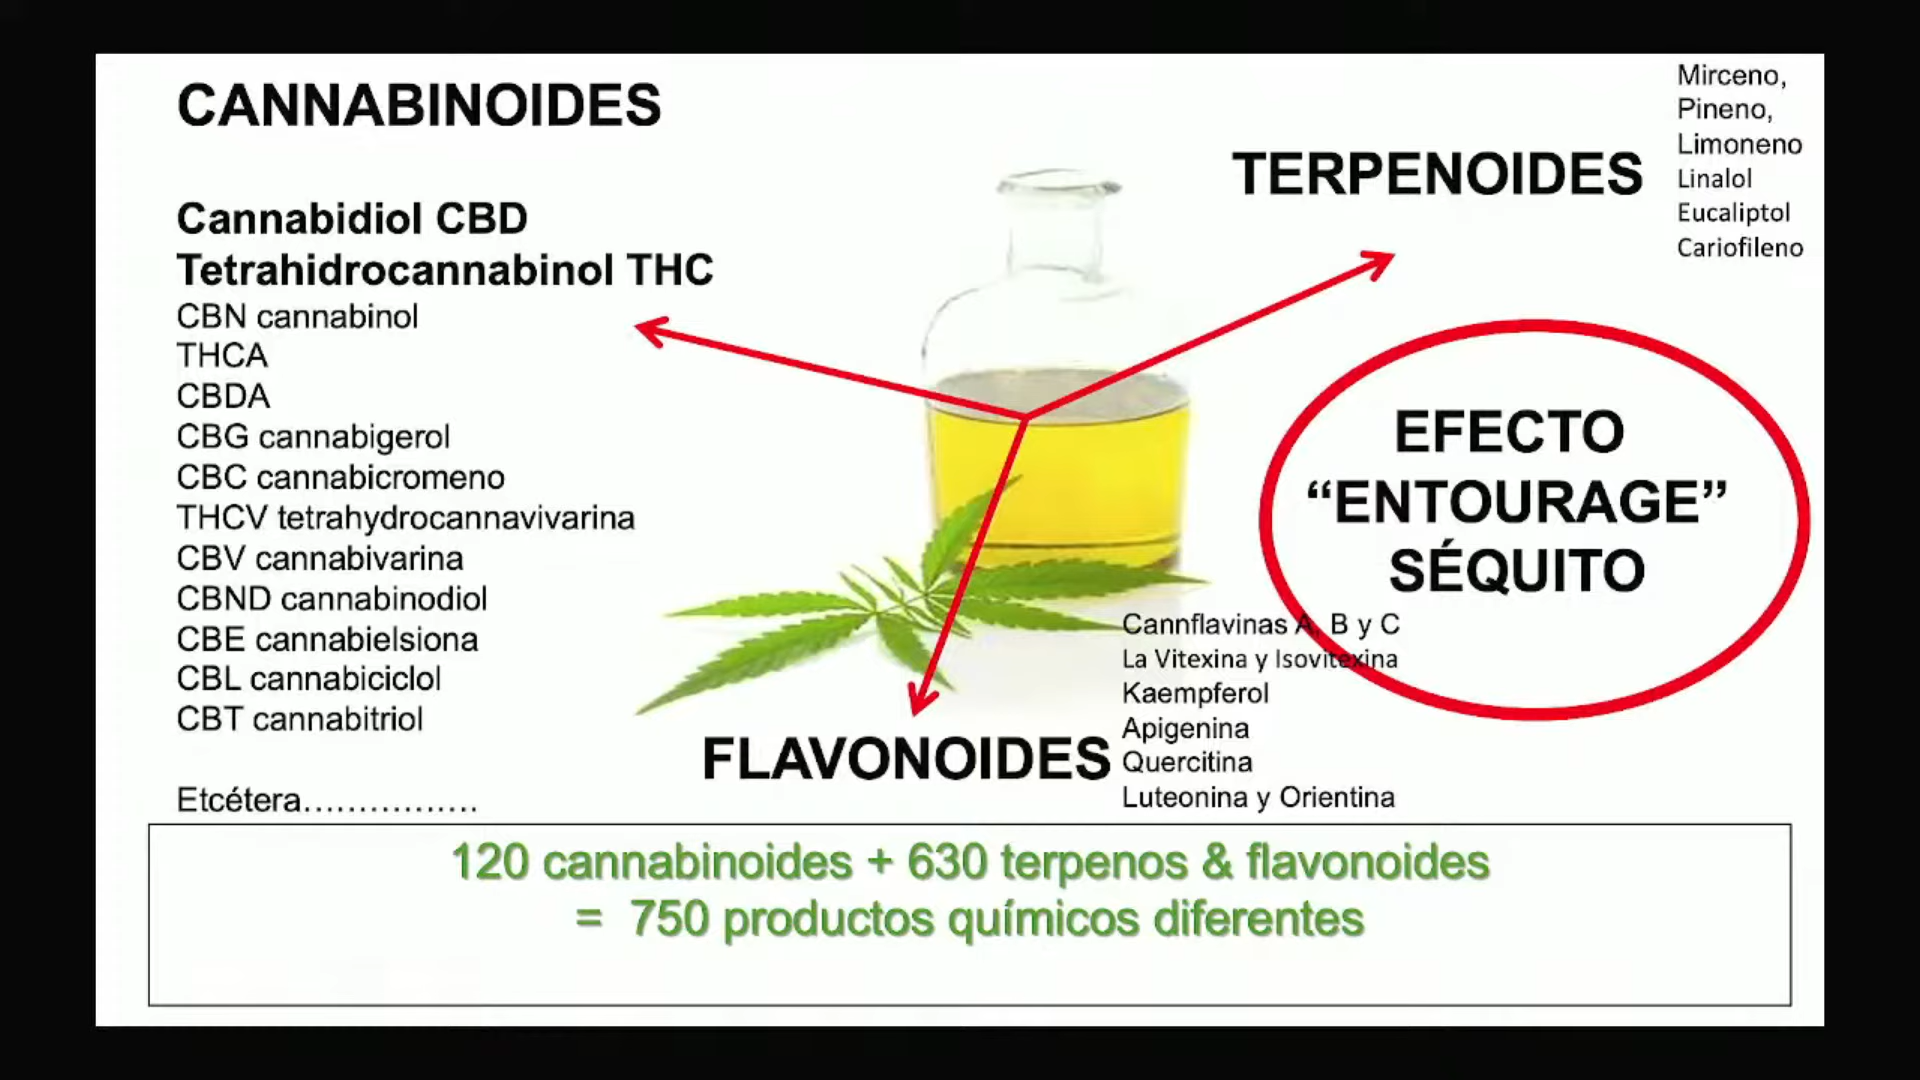 CANNABINOIDES
Cannabidiol CBD
Tetrahidrocannabinol THC
CBN cannabinol
THCA
CBDA
CBG cannabigerol
CBC cannabicromeno
THCV tetrahydrocannavivarina
CBV cannabivarina
CBND cannabinodiol
CBE cannabielsiona
CBL cannabiciclol
CBT cannabitriol
Etcétera................
TERPENOIDES
Mirceno,
Pineno,
Limoneno
Linalol
Eucaliptol
Cariofileno
EFECTO
“ENTOURAGE”
SÉQUITO
FLAVONOIDES
Cannflavinas A, B y C
La Vitexina y Isovitexina
Kaempferol
Apigenina
Quercitina
Luteonina y Orientina
120 cannabinoides + 630 terpenos & flavonoides
= 750 productos químicos diferentes